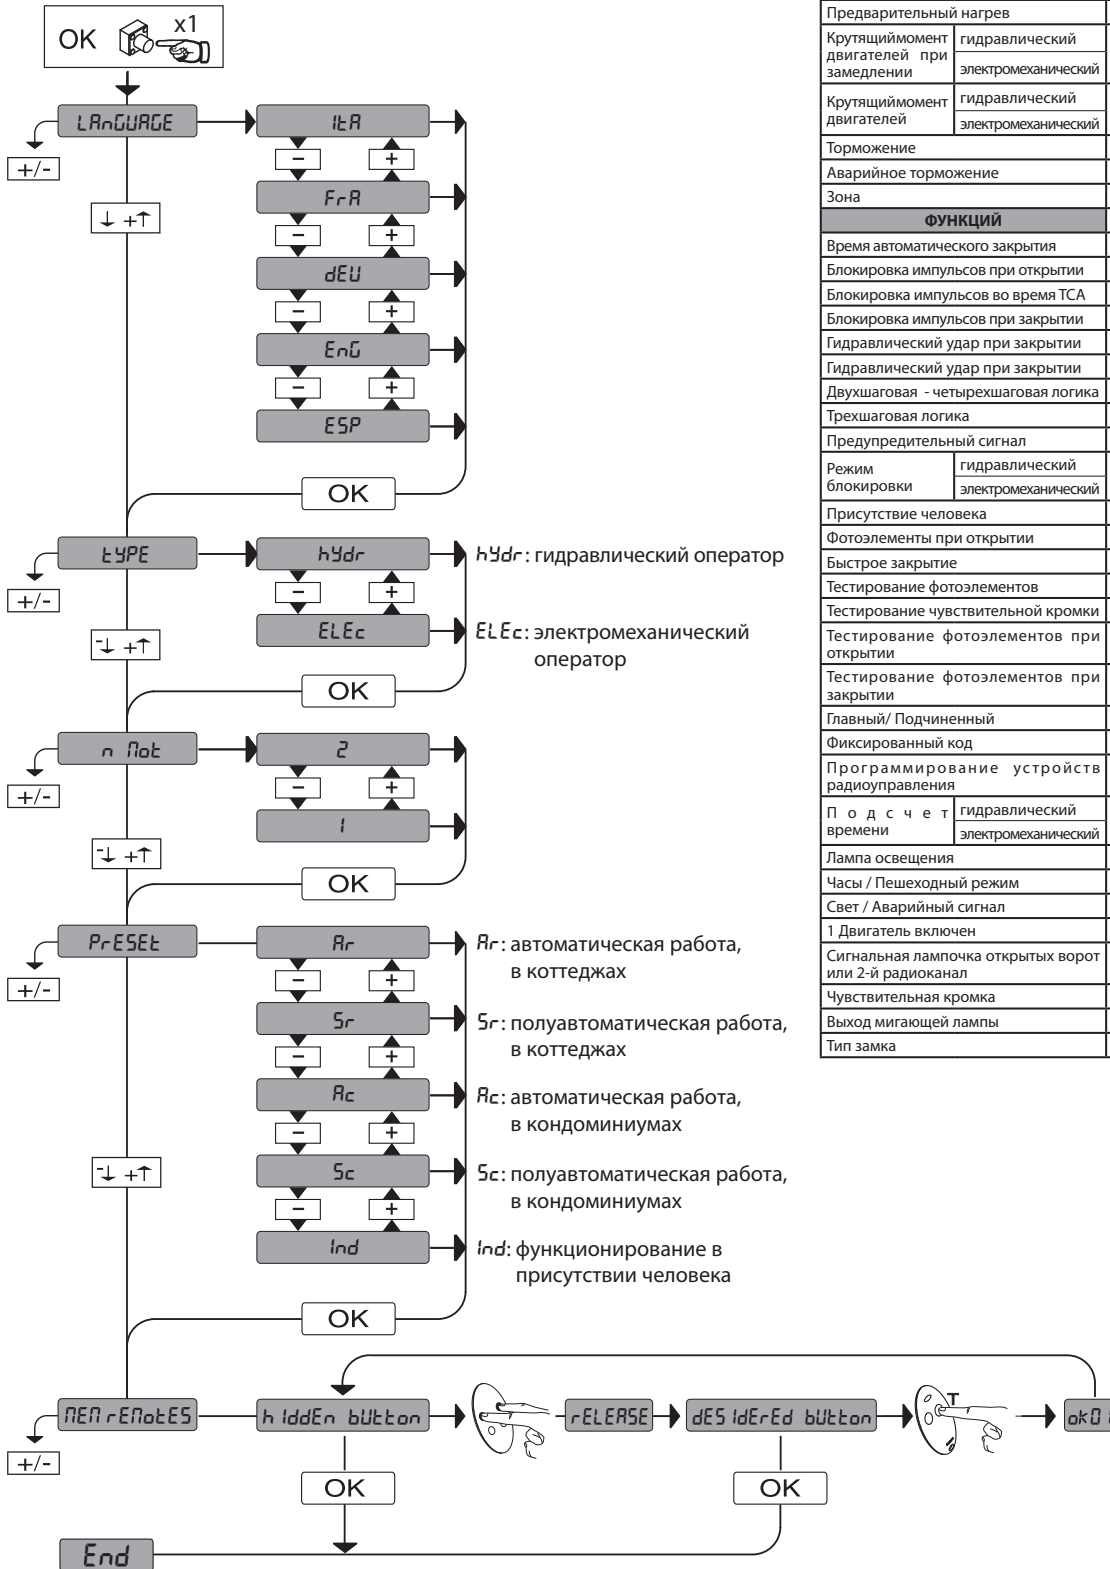 OK x1
LAnGUAGE
+/-
↓ +↑
ItA
- +
FrA
- +
dEU
- +
EnG
- +
ESP
OK
tYPE
+/-
-↓ +↑
hYdr
hYdr: гидравлический оператор
- +
ELEc
ELEc: электромеханический
оператор
OK
n Mot
+/-
-↓ +↑
2
- +
1
OK
PrESEt
+/-
-↓ +↑
Ar
Ar: автоматическая работа,
в коттеджах
- +
Sr
Sr: полуавтоматическая работа,
в коттеджах
- +
Ac
Ac: автоматическая работа,
в кондоминиумах
- +
Sc
Sc: полуавтоматическая работа,
в кондоминиумах
- +
Ind
Ind: функционирование в
присутствии человека
OK
MEM rEMotES
+/-
hIddEn bUtton
rELEASE
dESIdErEd bUtton
T
ok01
OK
OK
End
Предварительный нагрев
Крутящиймомент
двигателей при
замедлении
гидравлический
электромеханический
Крутящиймомент
двигателей
гидравлический
электромеханический
Торможение
Аварийное торможение
Зона
ФУНКЦИЙ
Время автоматического закрытия
Блокировка импульсов при открытии
Блокировка импульсов во время TCA
Блокировка импульсов при закрытии
Гидравлический удар при закрытии
Гидравлический удар при закрытии
Двухшаговая - четырехшаговая логика
Трехшаговая логика
Предупредительный сигнал
Режим
блокировки
гидравлический
электромеханический
Присутствие человека
Фотоэлементы при открытии
Быстрое закрытие
Тестирование фотоэлементов
Тестирование чувствительной кромки
Тестирование фотоэлементов при
открытии
Тестирование фотоэлементов при
закрытии
Главный/ Подчиненный
Фиксированный код
Программирование устройств
радиоуправления
Подсчет
времени
гидравлический
электромеханический
Лампа освещения
Часы / Пешеходный режим
Свет / Аварийный сигнал
1 Двигатель включен
Сигнальная лампочка открытых ворот
или 2-й радиоканал
Чувствительная кромка
Выход мигающей лампы
Тип замка